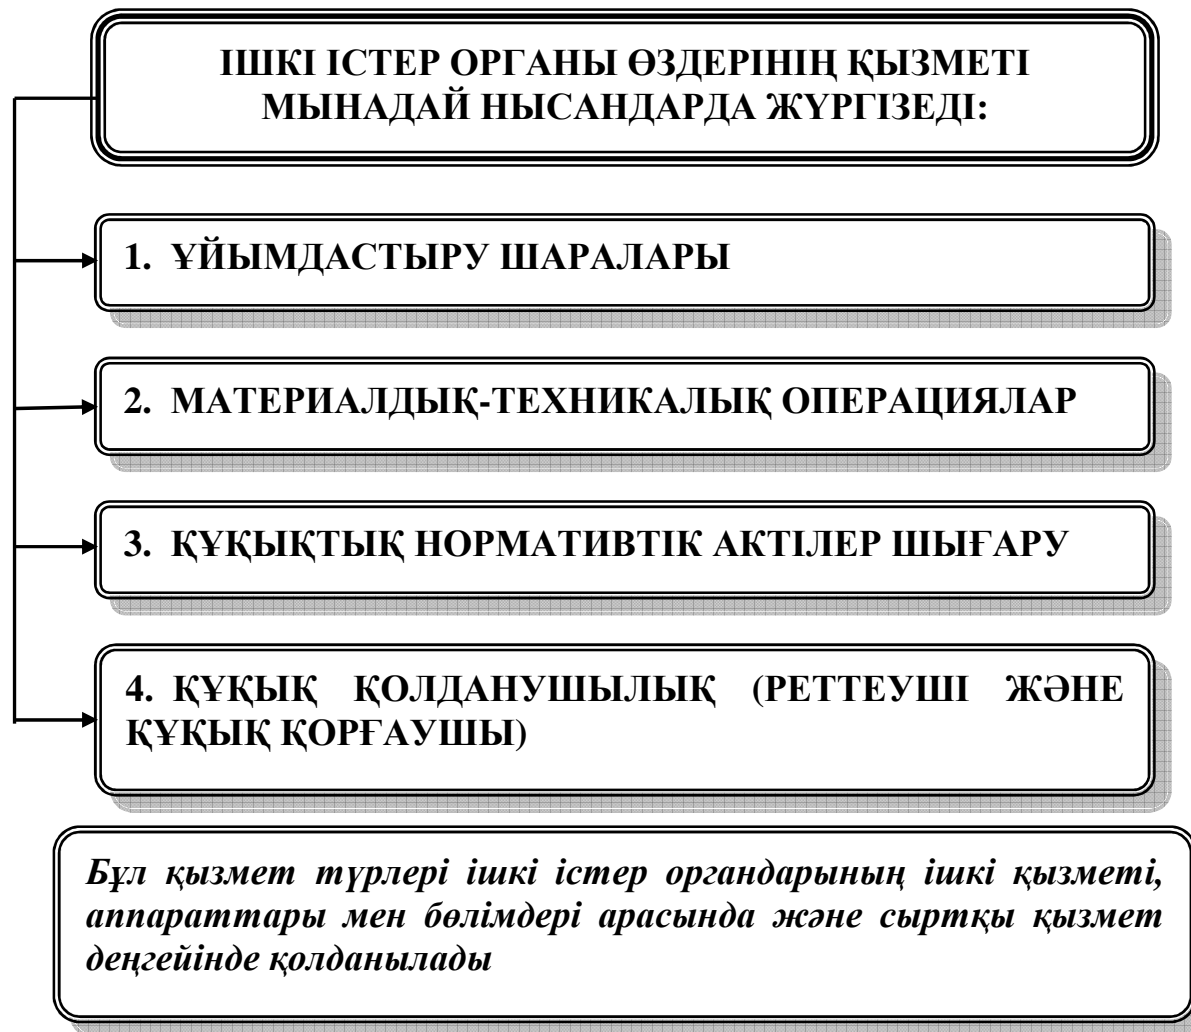 ІШКІ ІСТЕР ОРГАНЫ ӨЗДЕРІНІҢ ҚЫЗМЕТІ
МЫНАДАЙ НЫСАНДАРДА ЖҮРГІЗЕДІ:
1. ҰЙЫМДАСТЫРУ ШАРАЛАРЫ
2. МАТЕРИАЛДЫҚ-ТЕХНИКАЛЫҚ ОПЕРАЦИЯЛАР
3. ҚҰҚЫҚТЫҚ НОРМАТИВТІК АКТІЛЕР ШЫҒАРУ
4. ҚҰҚЫҚ ҚОЛДАНУШЫЛЫҚ (РЕТТЕУШІ ЖӘНЕ
ҚҰҚЫҚ ҚОРҒАУШЫ)
Бұл қызмет түрлері ішкі істер органдарының ішкі қызметі,
аппараттары мен бөлімдері арасында және сыртқы қызмет
деңгейінде қолданылады